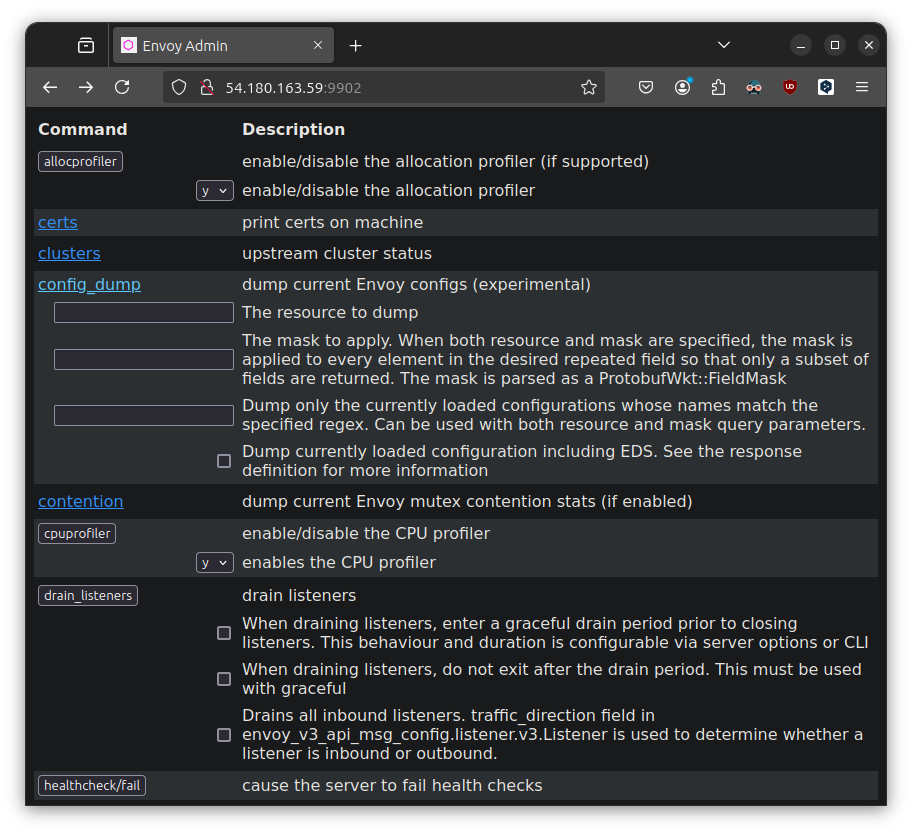 Envoy Admin
54.180.163.59:9902
Command Description
allocprofiler enable/disable the allocation profiler (if supported)
y enable/disable the allocation profiler
certs print certs on machine
clusters upstream cluster status
config_dump dump current Envoy configs (experimental)
The resource to dump
The mask to apply. When both resource and mask are specified, the mask is
applied to every element in the desired repeated field so that only a subset of
fields are returned. The mask is parsed as a ProtobufWkt::FieldMask
Dump only the currently loaded configurations whose names match the
specified regex. Can be used with both resource and mask query parameters.
Dump currently loaded configuration including EDS. See the response
definition for more information
contention dump current Envoy mutex contention stats (if enabled)
cpuprofiler enable/disable the CPU profiler
y enables the CPU profiler
drain_listeners drain listeners
When draining listeners, enter a graceful drain period prior to closing
listeners. This behaviour and duration is configurable via server options or CLI
When draining listeners, do not exit after the drain period. This must be used
with graceful
Drains all inbound listeners. traffic_direction field in
envoy_v3_api_msg_config.listener.v3.Listener is used to determine whether a
listener is inbound or outbound.
healthcheck/fail cause the server to fail health checks